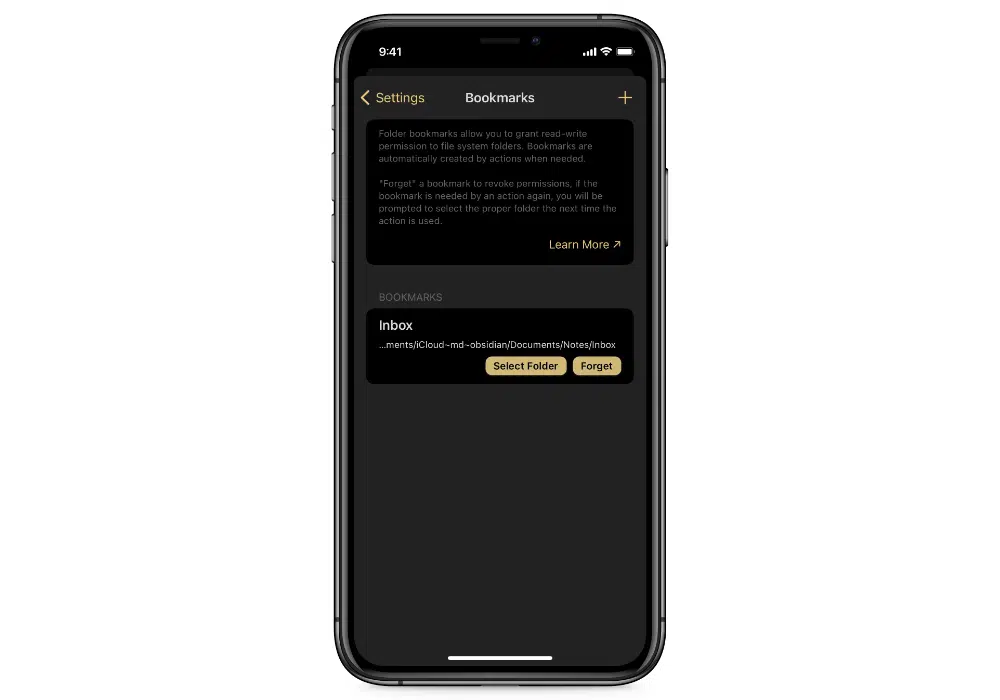 9:41
Settings
Bookmarks
+
Folder bookmarks allow you to grant read-write
permission to file system folders. Bookmarks are
automatically created by actions when needed.
"Forget" a bookmark to revoke permissions, if the
bookmark is needed by an action again, you will be
prompted to select the proper folder the next time the
action is used.
Learn More ↗
BOOKMARKS
Inbox
...ments/iCloud~md~obsidian/Documents/Notes/Inbox
Select Folder
Forget